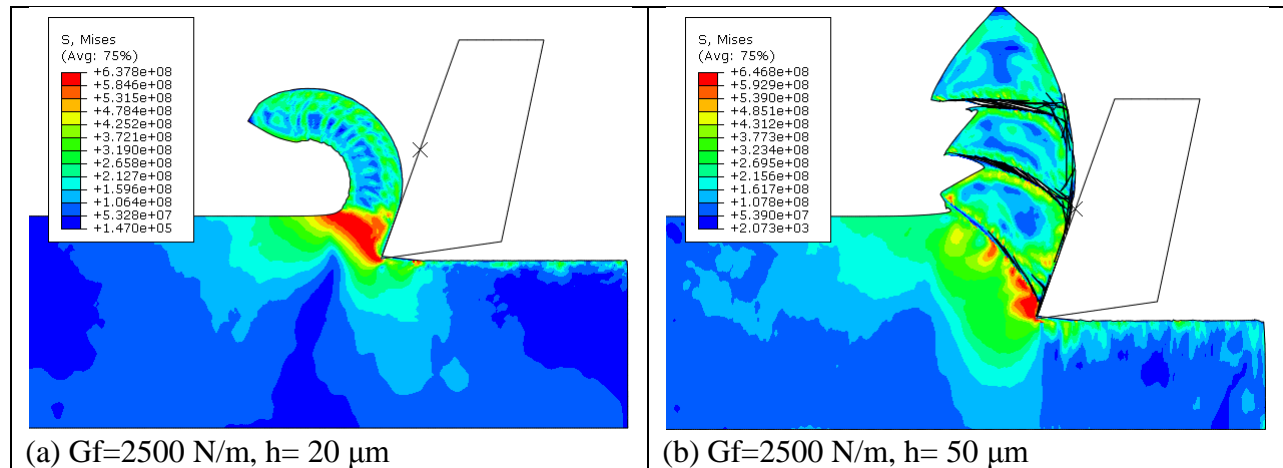 S, Mises
(Avg: 75%)
+6.378e+08
+5.846e+08
+5.315e+08
+4.784e+08
+4.252e+08
+3.721e+08
+3.190e+08
+2.658e+08
+2.127e+08
+1.596e+08
+1.064e+08
+5.328e+07
+1.470e+05
(a) Gf=2500 N/m, h= 20 μm
S, Mises
(Avg: 75%)
+6.468e+08
+5.929e+08
+5.390e+08
+4.851e+08
+4.312e+08
+3.773e+08
+3.234e+08
+2.695e+08
+2.156e+08
+1.617e+08
+1.078e+08
+5.390e+07
+2.073e+03
(b) Gf=2500 N/m, h= 50 μm